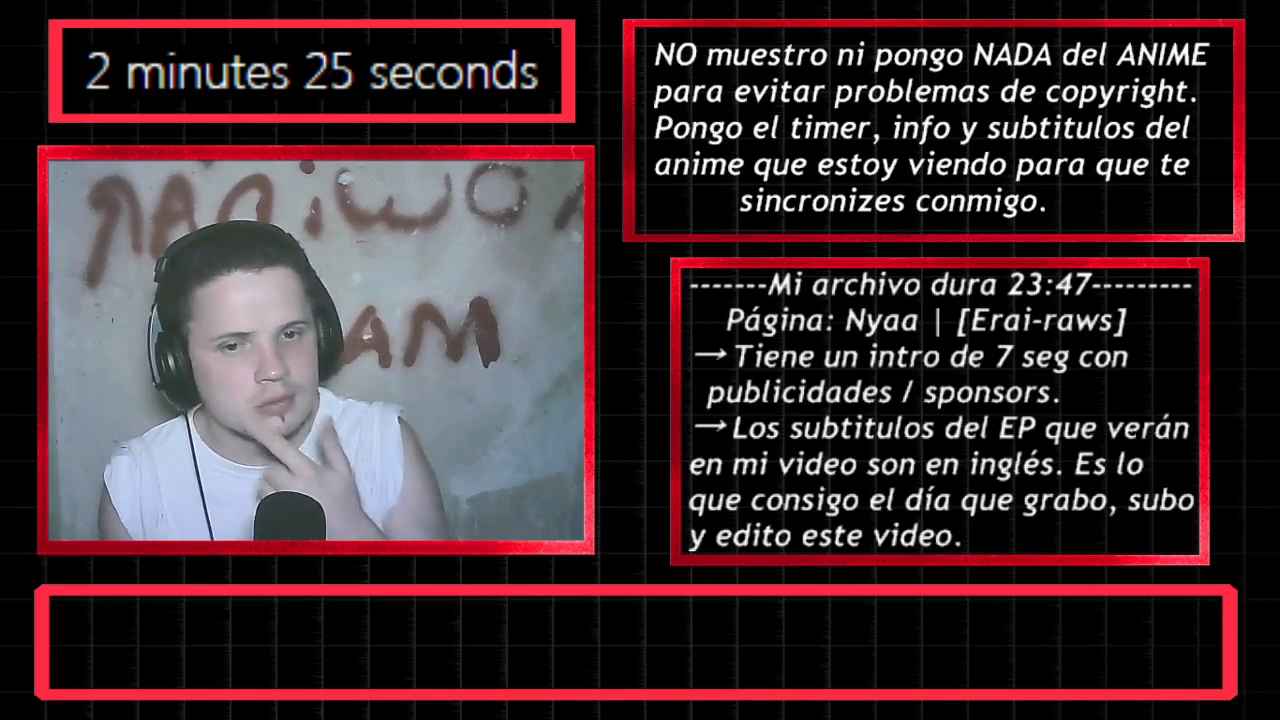 2 minutes 25 seconds
NO muestro ni pongo NADA del ANIME
para evitar problemas de copyright.
Pongo el timer, info y subtitulos del
anime que estoy viendo para que te
sincronizes conmigo.
-------Mi archivo dura 23:47---------
Página: Nyaa | [Erai-raws]
→Tiene un intro de 7 seg con
publicidades / sponsors.
→Los subtitulos del EP que verán
en mi video son en inglés. Es lo
que consigo el día que grabo, subo
y edito este video.